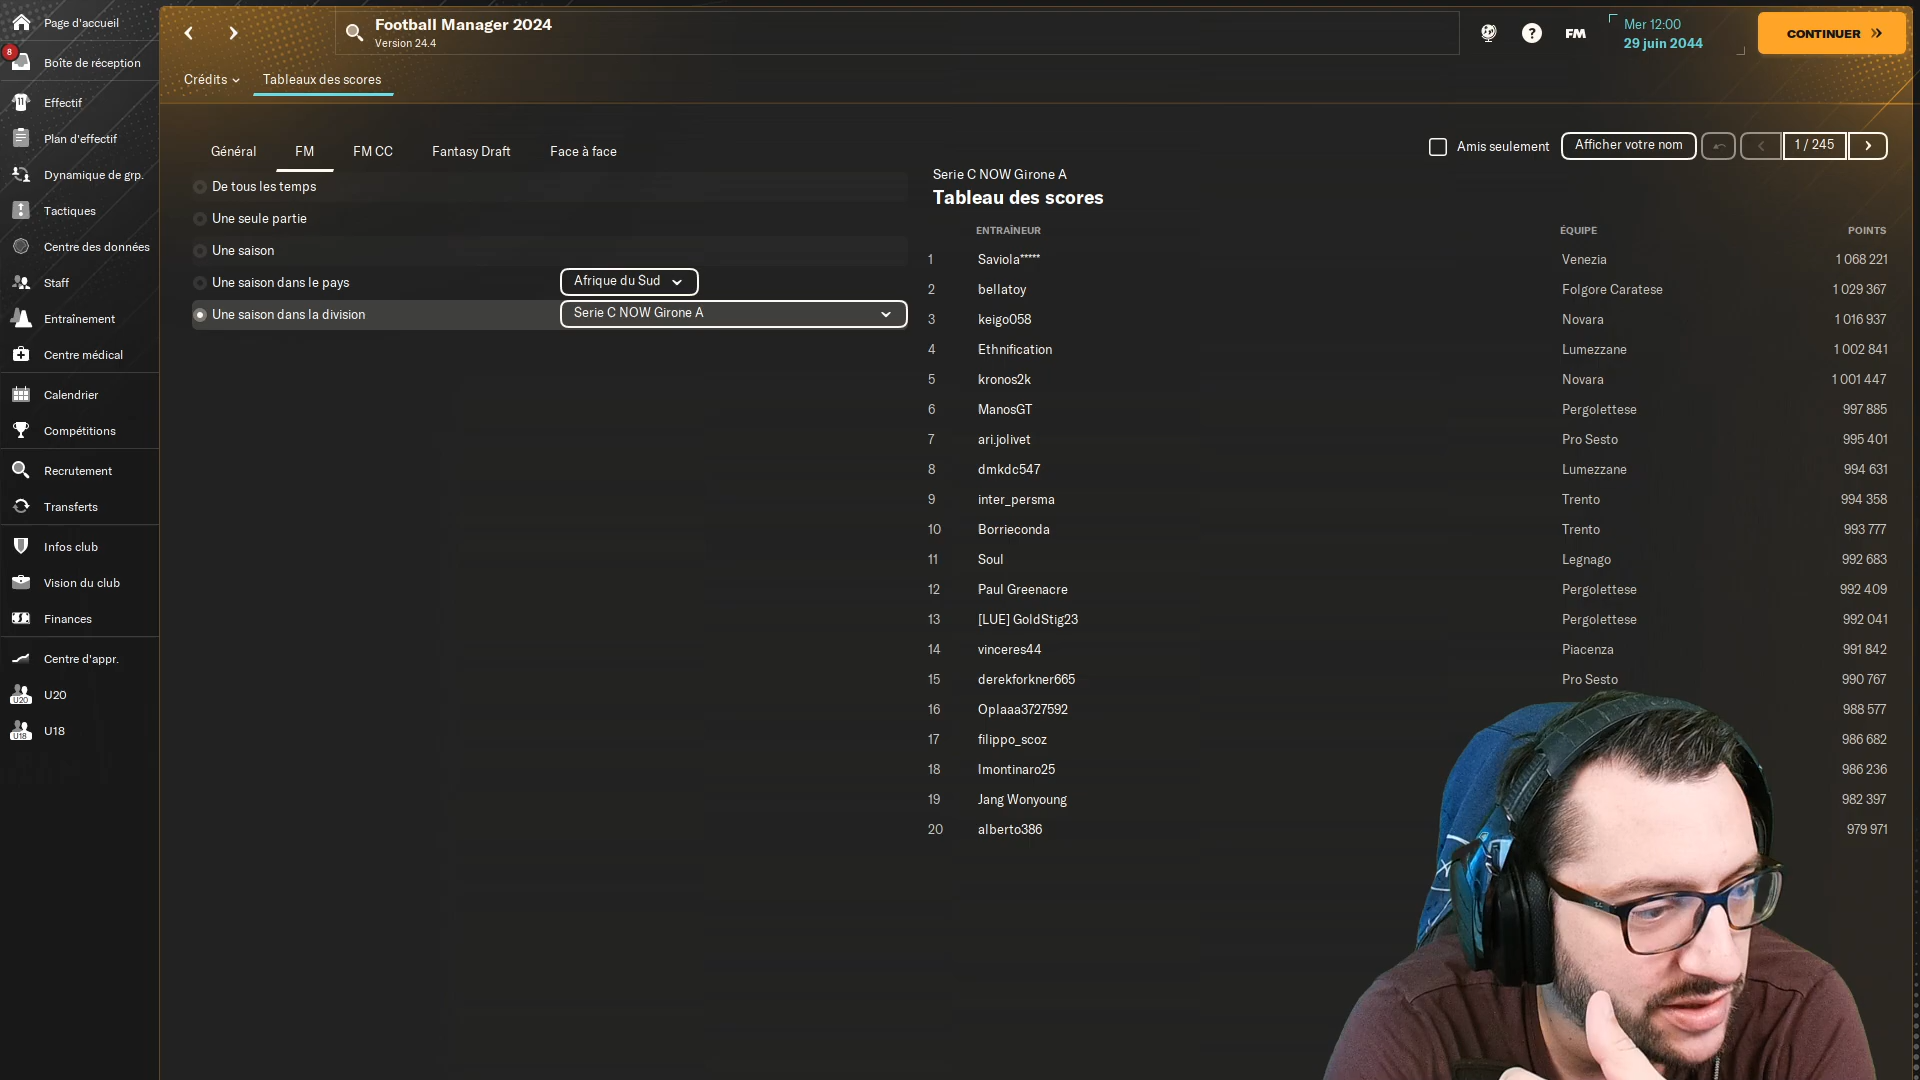 Page d'accueil
8
Boîte de réception
Effectif
Plan d'effectif
Dynamique de grp.
Tactiques
Centre des données
Staff
Entraînement
Centre médical
Calendrier
Compétitions
Recrutement
Transferts
Infos club
Vision du club
Finances
Centre d'appr.
U20
U20
U18
U18
Football Manager 2024
Version 24.4
FM
Mer 12:00
29 juin 2044
CONTINUER
Crédits
Tableaux des scores
Général
FM
FM CC
Fantasy Draft
Face à face
Amis seulement
Afficher votre nom
1 / 245
De tous les temps
Une seule partie
Une saison
Une saison dans le pays
Afrique du Sud
Une saison dans la division
Serie C NOW Girone A
Serie C NOW Girone A
Tableau des scores
ENTRAÎNEUR ÉQUIPE POINTS
1 Saviola***** Venezia 1 068 221
2 bellatoy Folgore Caratese 1 029 367
3 keigo058 Novara 1 016 937
4 Ethnification Lumezzane 1 002 841
5 kronos2k Novara 1 001 447
6 ManosGT Pergolettese 997 885
7 ari.jolivet Pro Sesto 995 401
8 dmkdc547 Lumezzane 994 631
9 inter_persma Trento 994 358
10 Borrieconda Trento 993 777
11 Soul Legnago 992 683
12 Paul Greenacre Pergolettese 992 409
13 [LUE] GoldStig23 Pergolettese 992 041
14 vinceres44 Piacenza 991 842
15 derekforkner665 Pro Sesto 990 767
16 Oplaaa3727592 988 577
17 filippo_scoz 986 682
18 lmontinaro25 986 236
19 Jang Wonyoung 982 397
20 alberto386 979 971